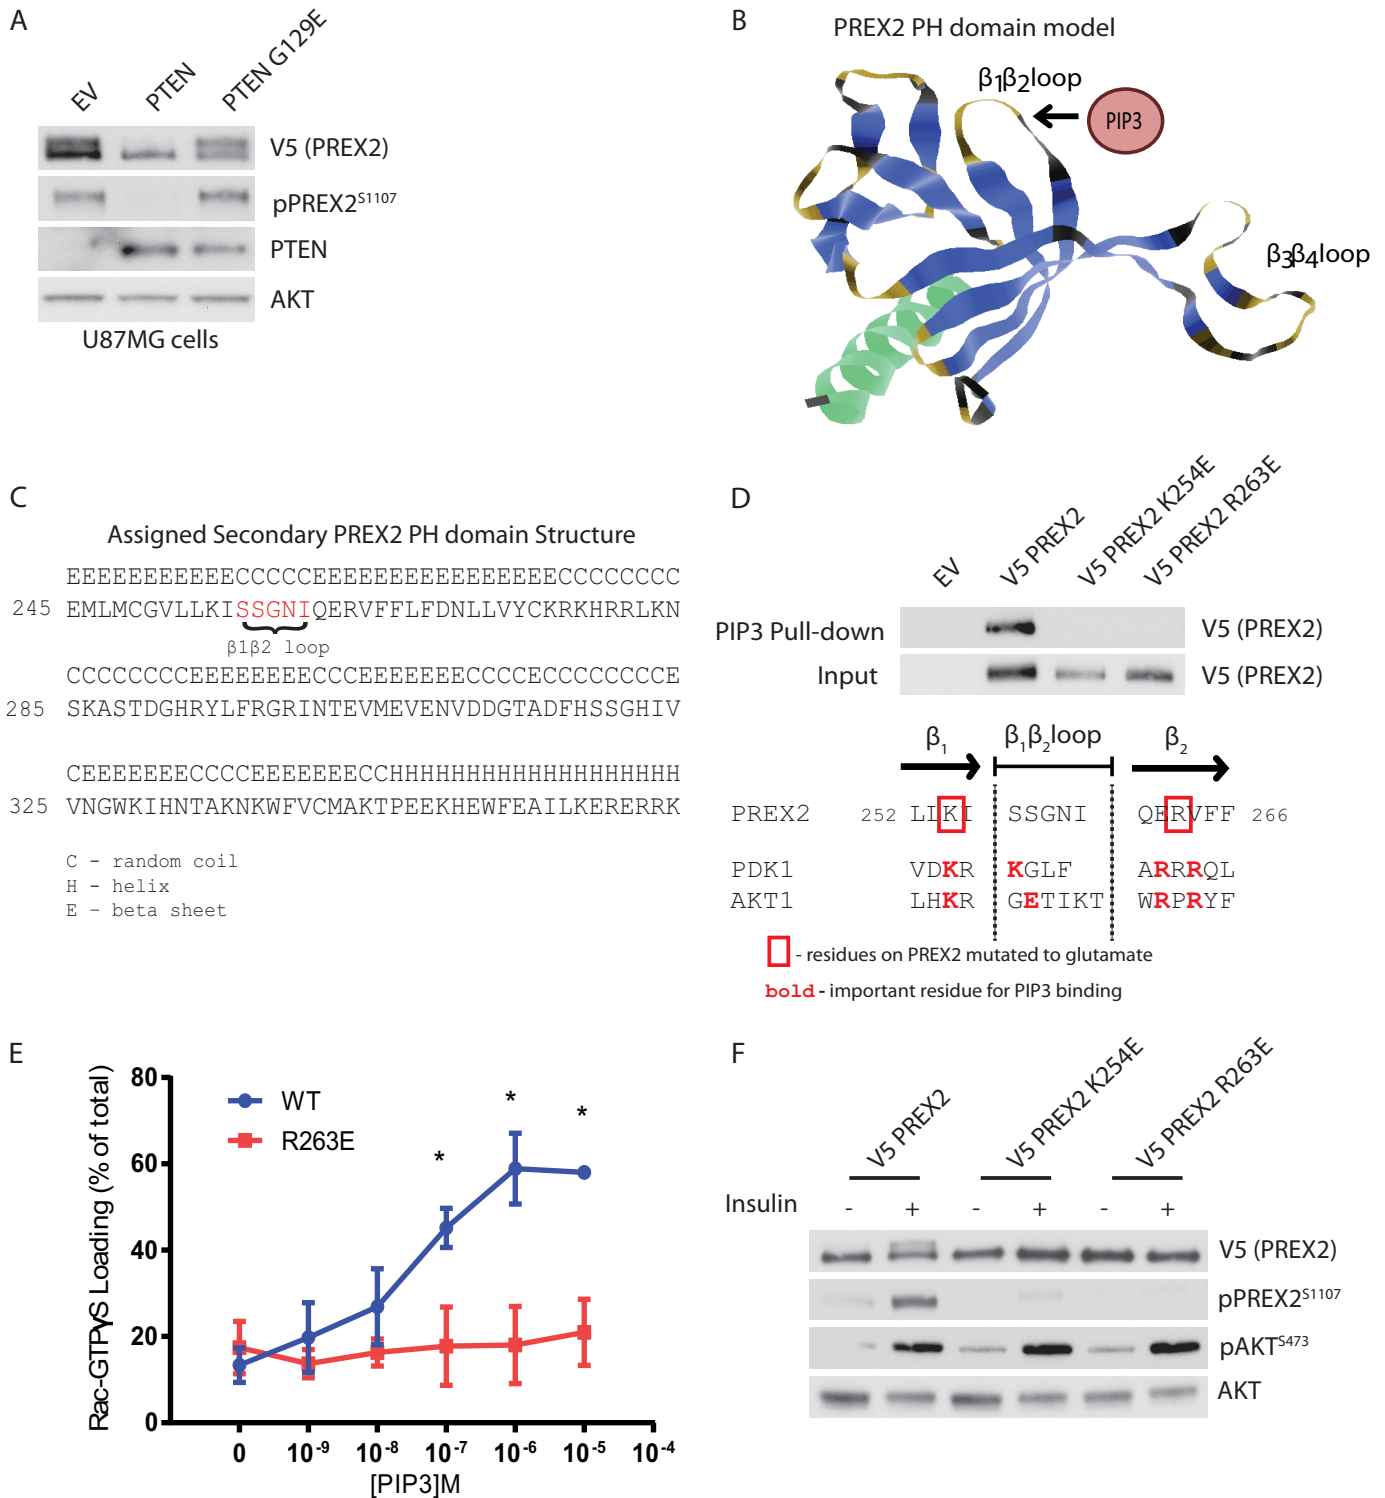 A
EV
PTEN
PTEN G129E
V5 (PREX2)
pPREX2S1107
PTEN
AKT
U87MG cells
B
PREX2 PH domain model
β1β2loop
PIP3
β3β4loop
C
Assigned Secondary PREX2 PH domain Structure
EEEEEEEEEEECCCCCEEEEEEEEEEEEEEEECCCCCCCC
245 EMLMCGVLLKISSGNIQERVFFLFDNLLVYCKRKHRRLKN
β1β2 loop
CCCCCCCCEEEEEEEECCCEEEEEEEECCCCCCCCCCCCE
285 SKASTDGHRYLFRGRINTEVMEVENVDDGTADFHSSGHIV
CEEEEEEECCCCEEEEEEECCHHHHHHHHHHHHHHHHHHH
325 VNGWKIHNTAKNKWFVCMAKTPEEKHEWFEAILKERERRK
C - random coil
H - helix
E - beta sheet
D
EV
V5 PREX2
V5 PREX2 K254E
V5 PREX2 R263E
PIP3 Pull-down V5 (PREX2)
Input V5 (PREX2)
β1 β1β2loop β2
PREX2 252 LLKI SSGNI QERVFF 266
PDK1 VDKR KGLF ARRRQL
AKT1 LHKR GETIKT WRPRYF
- residues on PREX2 mutated to glutamate
bold - important residue for PIP3 binding
E
Rac-GTPγS Loading (% of total)
80
60
40
20
0
WT
R263E
*
*
*
0 10-9 10-8 10-7 10-6 10-5 10-4
[PIP3]M
F
V5 PREX2
V5 PREX2 K254E
V5 PREX2 R263E
Insulin - + - + - +
V5 (PREX2)
pPREX2S1107
pAKTS473
AKT